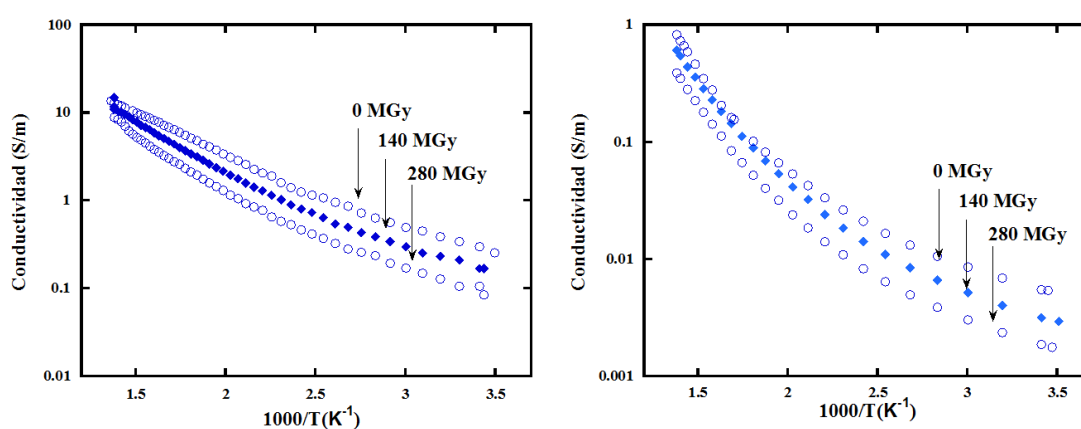 100
10
1
0.1
0.01
Conductividad (S/m)
0 MGy
140 MGy
280 MGy
1.5 2 2.5 3 3.5
1000/T(K⁻¹)
1
0.1
0.01
0.001
Conductividad (S/m)
0 MGy
140 MGy
280 MGy
1.5 2 2.5 3 3.5
1000/T(K⁻¹)